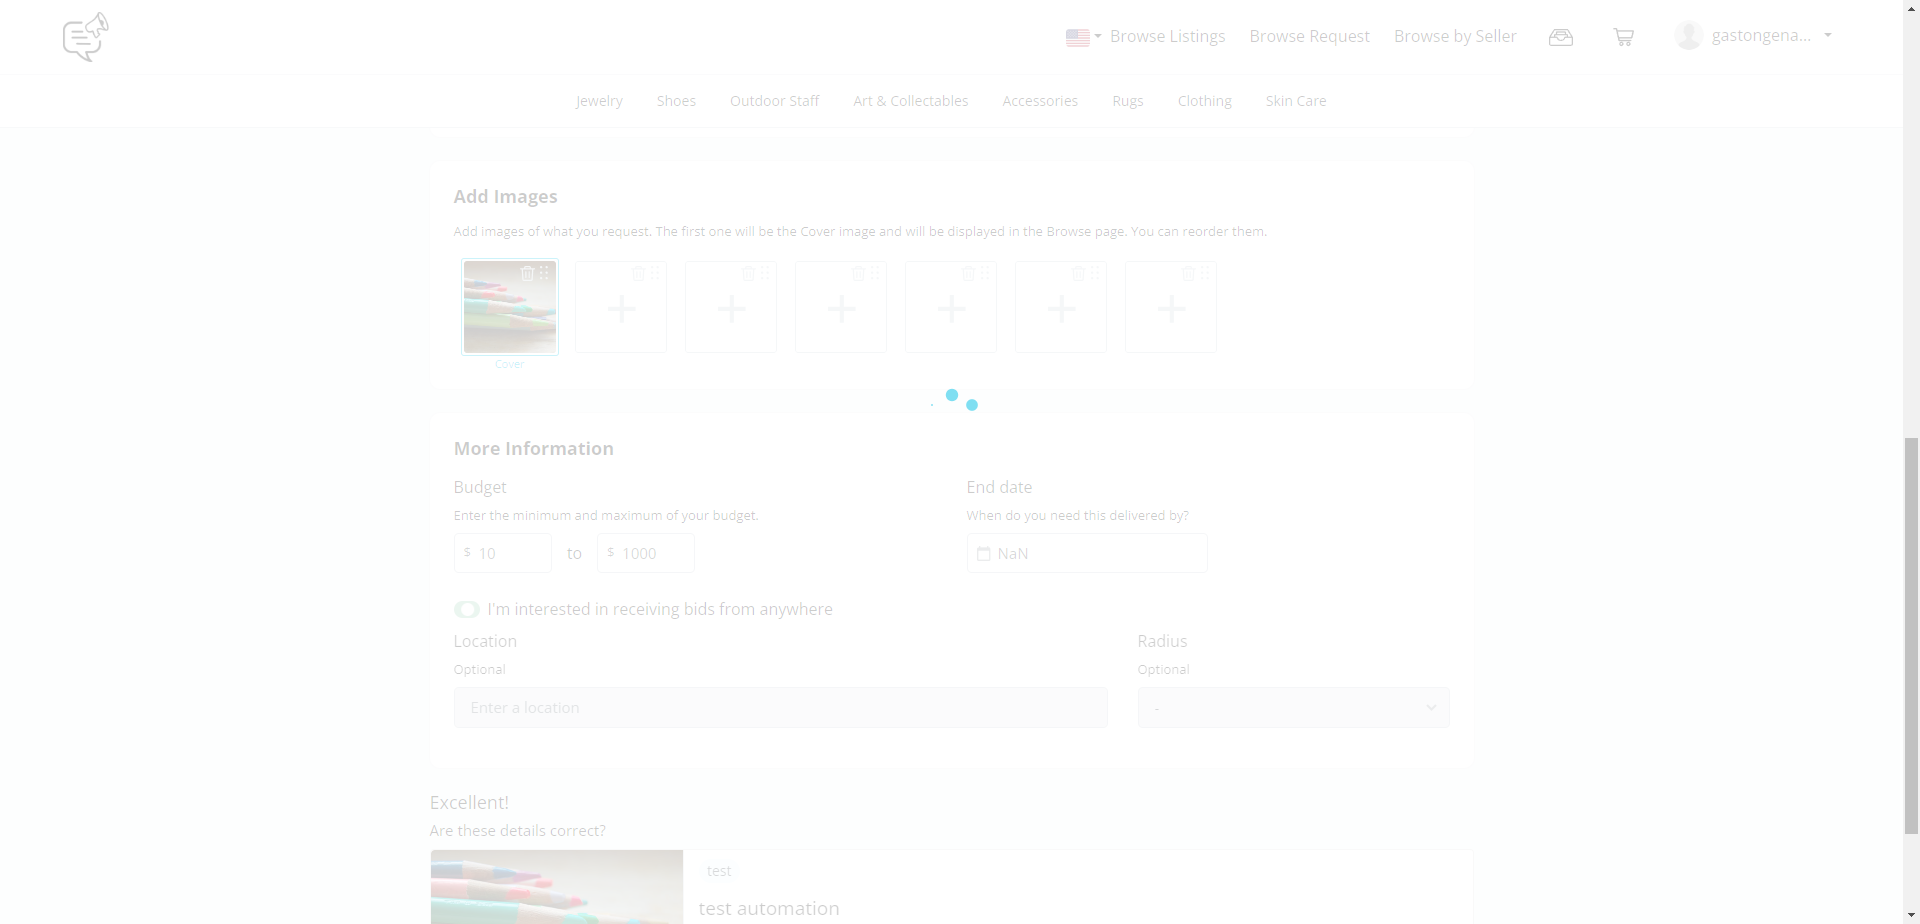 Browse Listings
Browse Request
Browse by Seller
gastongena...
Jewelry
Shoes
Outdoor Staff
Art & Collectables
Accessories
Rugs
Clothing
Skin Care
Add Images
Add images of what you request. The first one will be the Cover image and will be displayed in the Browse page. You can reorder them.
Cover
More Information
Budget
End date
Enter the minimum and maximum of your budget.
When do you need this delivered by?
$ 10
to
$ 1000
NaN
I'm interested in receiving bids from anywhere
Location
Radius
Optional
Optional
Enter a location
-
Excellent!
Are these details correct?
test
test automation